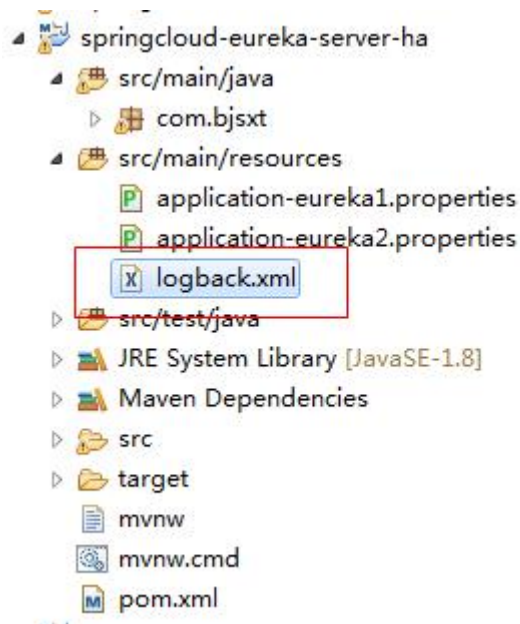 springcloud-eureka-server-ha
src/main/java
com.bjsxt
src/main/resources
application-eureka1.properties
application-eureka2.properties
logback.xml
src/test/java
JRE System Library [JavaSE-1.8]
Maven Dependencies
src
target
mvnw
mvnw.cmd
pom.xml